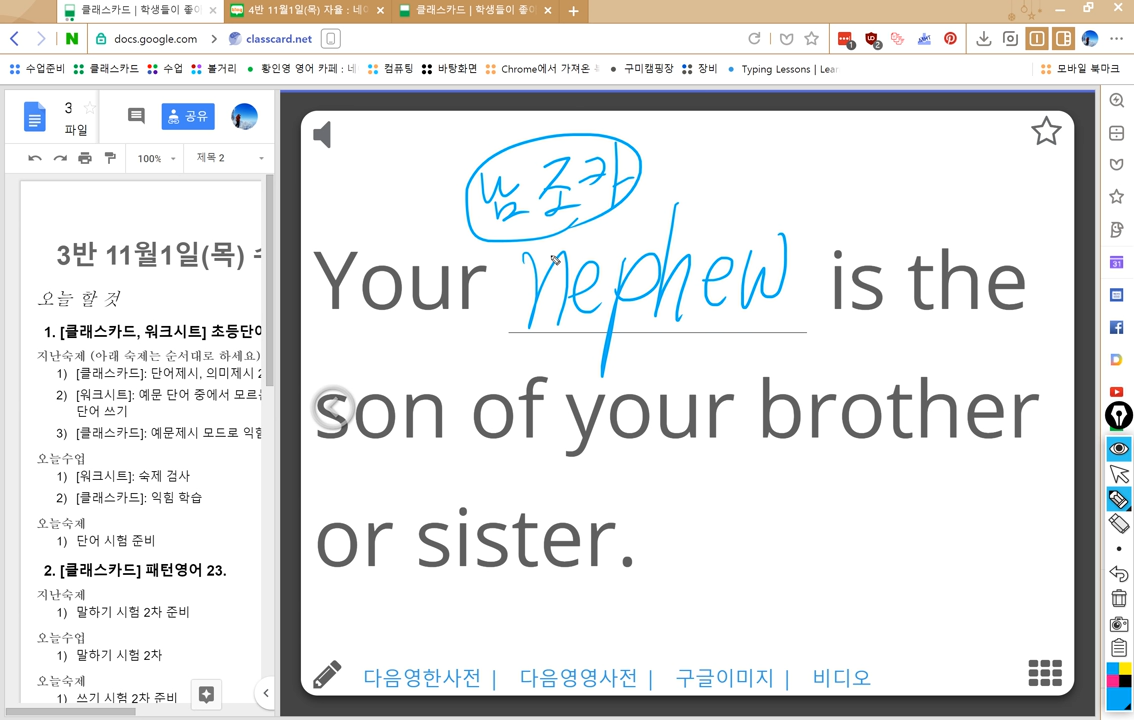 클래스카드 | 학생들이 좋아
4반 11월1일(목) 자율 : 네
클래스카드 | 학생들이 좋아
docs.google.com > classcard.net
수업준비 클래스카드 수업 볼거리 황인영 영어 카페 : 네 컴퓨팅 바탕화면 Chrome에서 가져온 구미캠핑장 장비 Typing Lessons | Lear 모바일 북마크
3
파일
공유
100% 제목 2
3반 11월1일(목)
오늘 할 것
1. [클래스카드, 워크시트] 초등단어
지난숙제 (아래 숙제는 순서대로 하세요)
1) [클래스카드]: 단어제시, 의미제시 2
2) [워크시트]: 예문 단어 중에서 모르는
단어 쓰기
3) [클래스카드]: 예문제시 모드로 익힘
오늘수업
1) [워크시트]: 숙제 검사
2) [클래스카드]: 익힘 학습
오늘숙제
1) 단어 시험 준비
2. [클래스카드] 패턴영어 23.
지난숙제
1) 말하기 시험 2차 준비
오늘수업
1) 말하기 시험 2차
오늘숙제
1) 쓰기 시험 2차 준비
남조카
Your nephew is the
son of your brother
or sister.
다음영한사전 | 다음영영사전 | 구글이미지 | 비디오